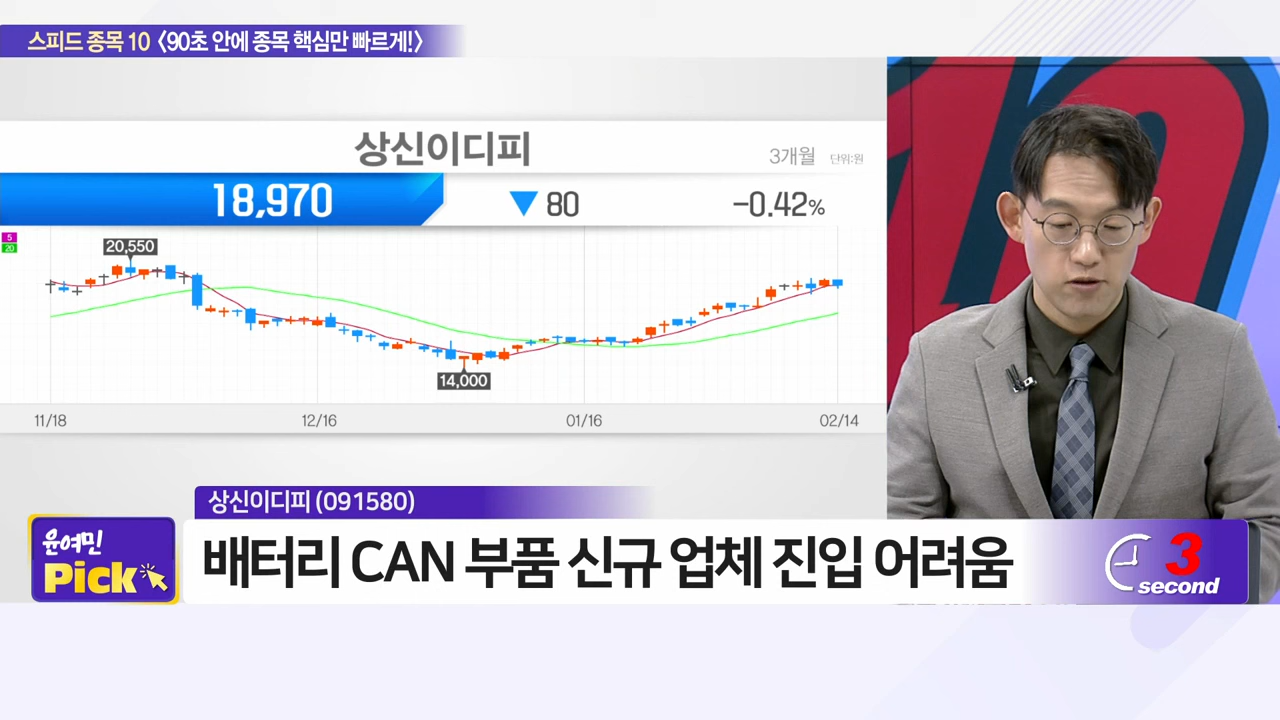 스피드 종목 10 <90초 안에 종목 핵심만 빠르게!>
상신이디피
3개월 단위:원
18,970 ▼ 80 -0.42%
5
20
20,550
14,000
11/18 12/16 01/16 02/14
상신이디피 (091580)
윤여민
Pick
배터리 CAN 부품 신규 업체 진입 어려움
3
second